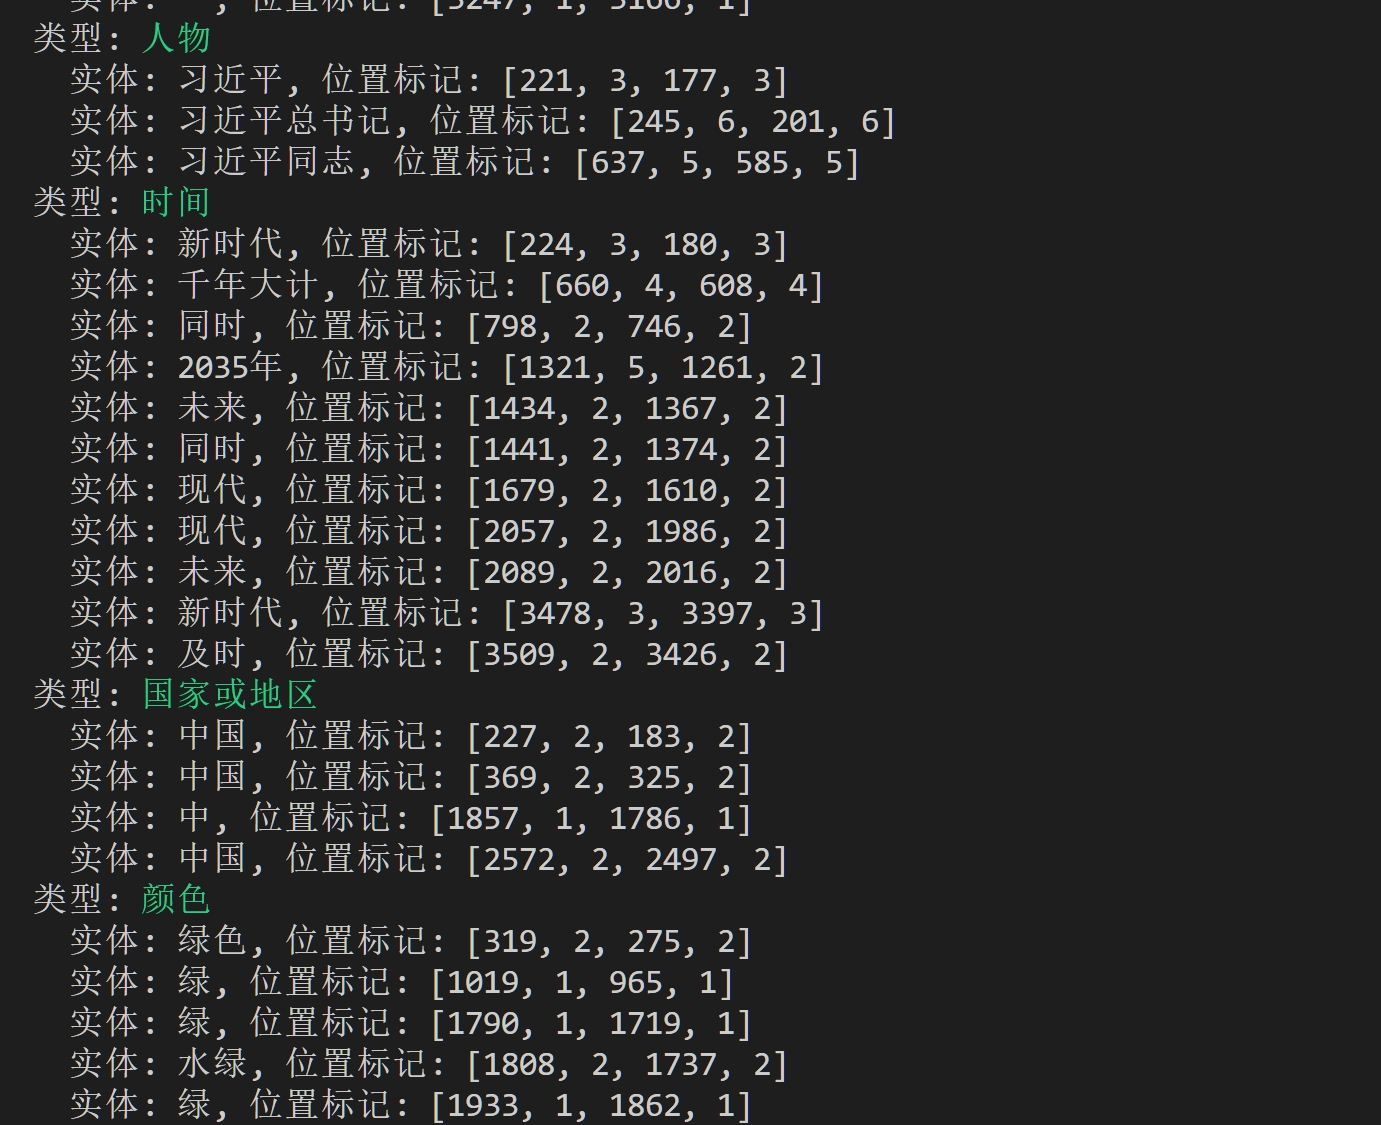 实体: , 位置标记: [3247, 1, 3166, 1]
类型: 人物
实体: 习近平, 位置标记: [221, 3, 177, 3]
实体: 习近平总书记, 位置标记: [245, 6, 201, 6]
实体: 习近平同志, 位置标记: [637, 5, 585, 5]
类型: 时间
实体: 新时代, 位置标记: [224, 3, 180, 3]
实体: 千年大计, 位置标记: [660, 4, 608, 4]
实体: 同时, 位置标记: [798, 2, 746, 2]
实体: 2035年, 位置标记: [1321, 5, 1261, 2]
实体: 未来, 位置标记: [1434, 2, 1367, 2]
实体: 同时, 位置标记: [1441, 2, 1374, 2]
实体: 现代, 位置标记: [1679, 2, 1610, 2]
实体: 现代, 位置标记: [2057, 2, 1986, 2]
实体: 未来, 位置标记: [2089, 2, 2016, 2]
实体: 新时代, 位置标记: [3478, 3, 3397, 3]
实体: 及时, 位置标记: [3509, 2, 3426, 2]
类型: 国家或地区
实体: 中国, 位置标记: [227, 2, 183, 2]
实体: 中国, 位置标记: [369, 2, 325, 2]
实体: 中, 位置标记: [1857, 1, 1786, 1]
实体: 中国, 位置标记: [2572, 2, 2497, 2]
类型: 颜色
实体: 绿色, 位置标记: [319, 2, 275, 2]
实体: 绿, 位置标记: [1019, 1, 965, 1]
实体: 绿, 位置标记: [1790, 1, 1719, 1]
实体: 水绿, 位置标记: [1808, 2, 1737, 2]
实体: 绿, 位置标记: [1933, 1, 1862, 1]